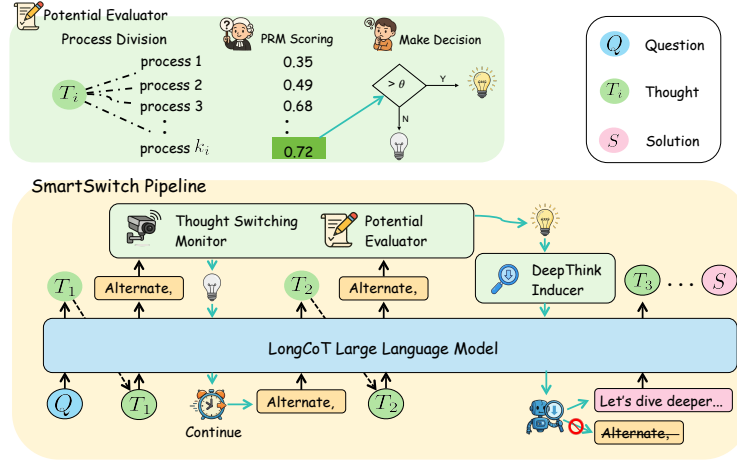 Potential Evaluator
Process Division
PRM Scoring
Make Decision
T_i
process 1
process 2
process 3
process k_i
0.35
0.49
0.68
0.72
> θ
Y
N
Q Question
T_i Thought
S Solution
SmartSwitch Pipeline
Thought Switching
Monitor
Potential
Evaluator
DeepThink
Inducer
T_1
Alternate,
T_2
Alternate,
T_3
...
S
LongCoT Large Language Model
Q
T_1
Continue
Alternate,
T_2
Let's dive deeper...
Alternate,